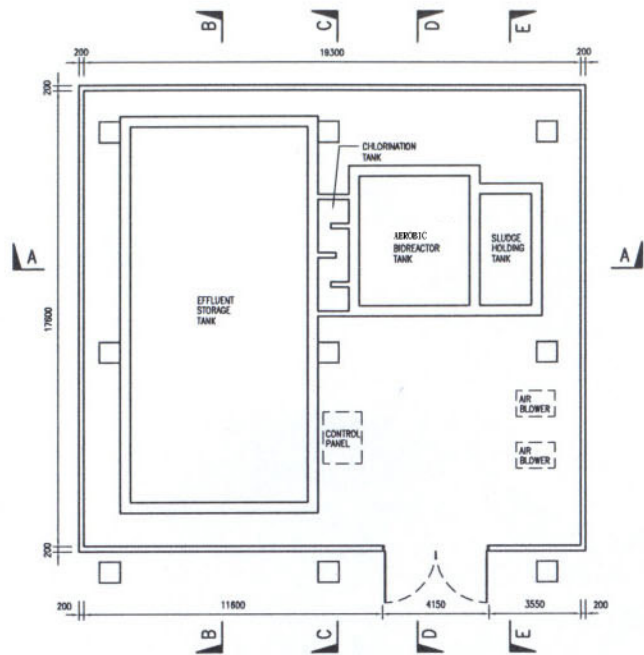 B
C
D
E
200
19300
200
200
CHLORINATION
TANK
AEROBIC
BIOREACTOR
TANK
SLUDGE
HOLDING
TANK
A
A
EFFLUENT
STORAGE
TANK
17600
AIR
BLOWER
CONTROL
PANEL
AIR
BLOWER
200
200
11600
4150
3550
200
B
C
D
E